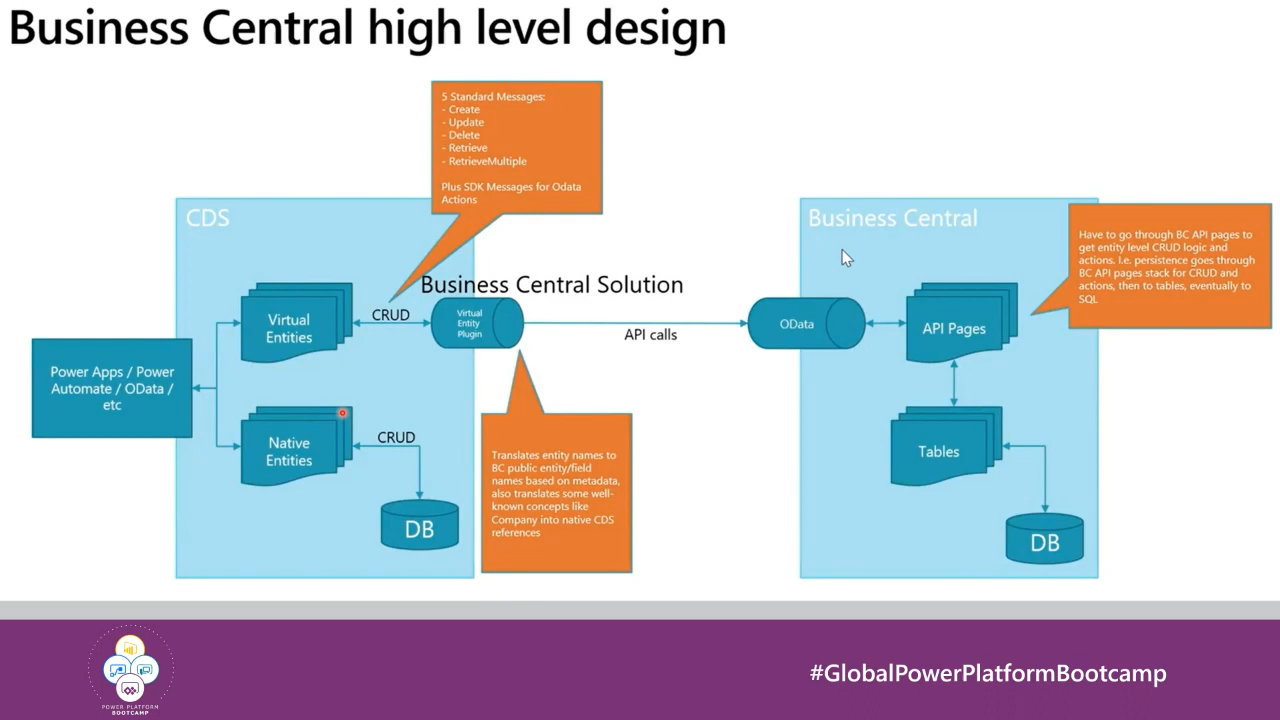 Business Central high level design
5 Standard Messages:
- Create
- Update
- Delete
- Retrieve
- RetrieveMultiple
Plus SDK Messages for Odata
Actions
CDS
Business Central
Have to go through BC API pages to
get entity level CRUD logic and
actions. I.e. persistence goes through
BC API pages stack for CRUD and
actions, then to tables, eventually to
SQL
Business Central Solution
Virtual
Entities
CRUD
Virtual
Entity
Plugin
API calls
OData
API Pages
Power Apps / Power
Automate / OData /
etc
Native
Entities
CRUD
DB
Translates entity names to
BC public entity/field
names based on metadata,
also translates some well-
known concepts like
Company into native CDS
references
Tables
DB
POWER PLATFORM
BOOTCAMP
#GlobalPowerPlatformBootcamp